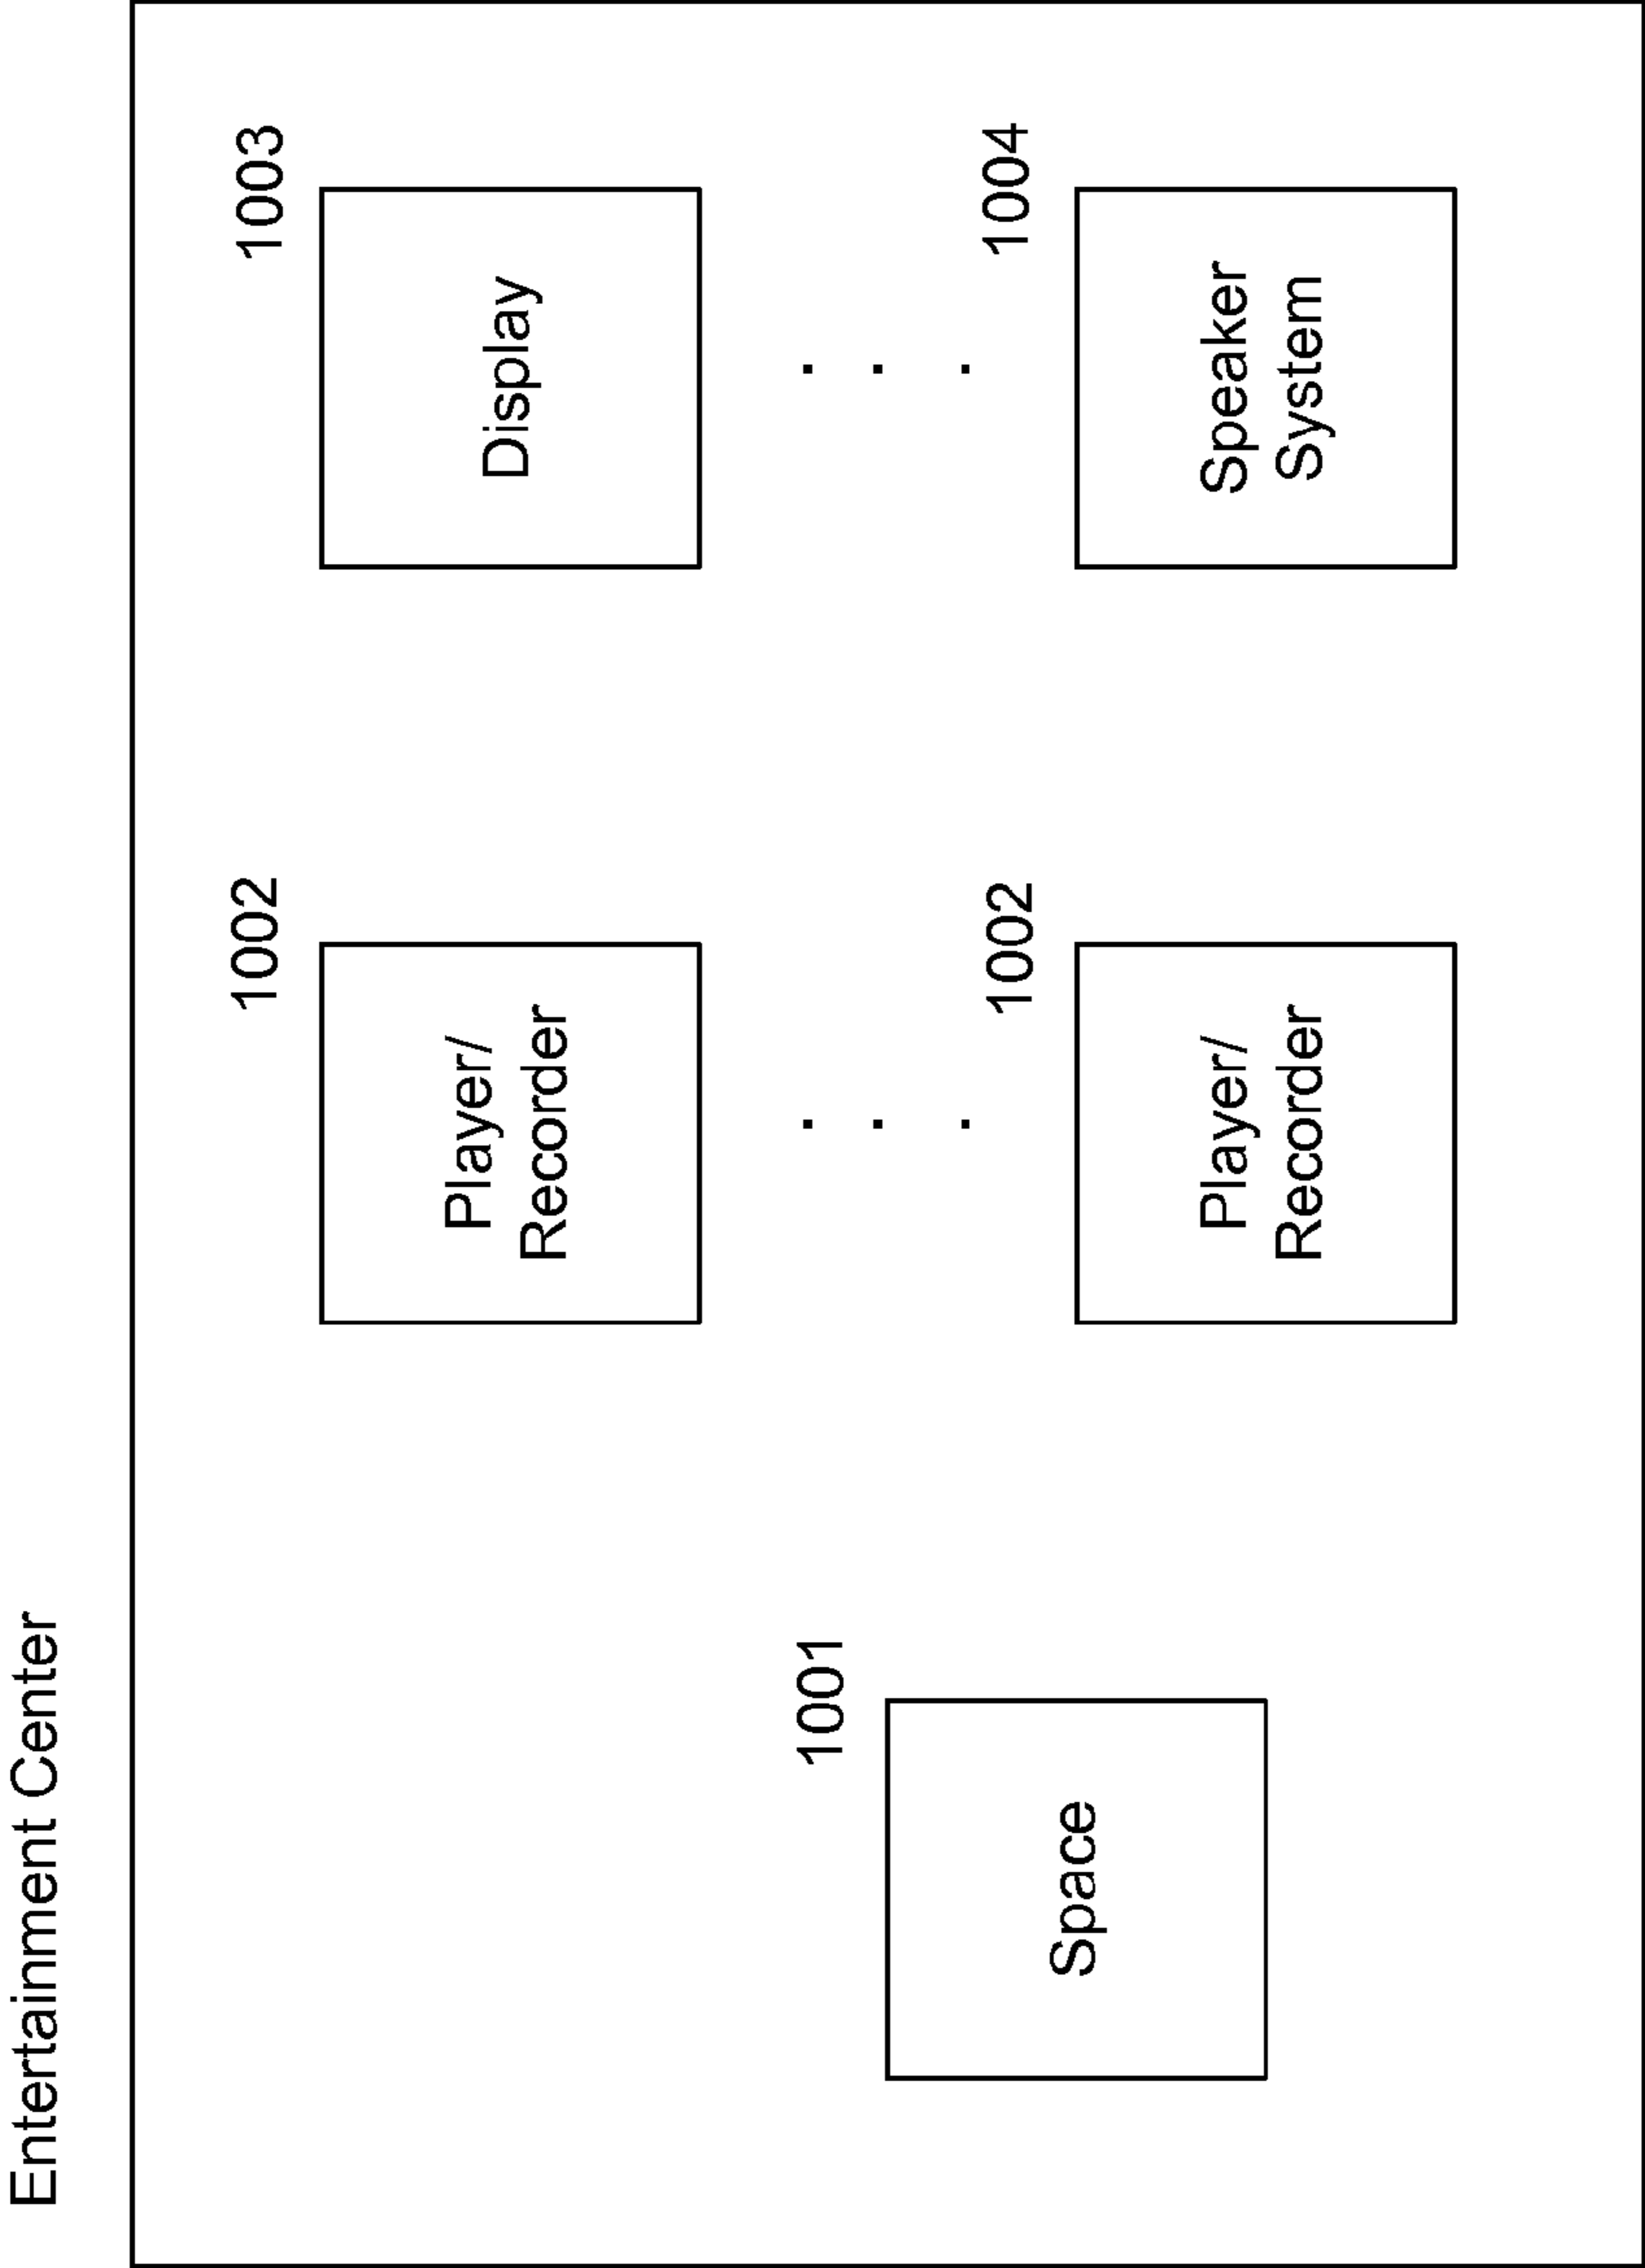 Entertainment Center
1001
Space
1002
Player/
Recorder
1002
Player/
Recorder
1003
Display
1004
Speaker
System